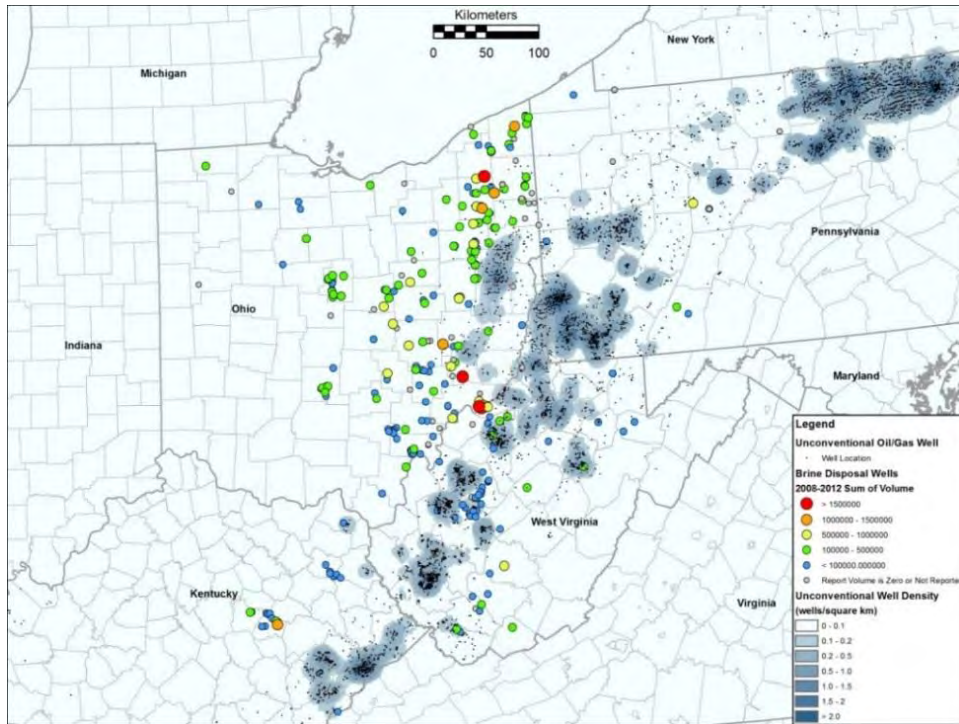 Kilometers
0 25 50 100
New York
Michigan
Pennsylvania
Ohio
Indiana
Maryland
West Virginia
Kentucky
Virginia
Legend
Unconventional Oil/Gas Well
Well Location
Brine Disposal Wells
2008-2012 Sum of Volume
> 1500000
1000000 - 1500000
500000 - 1000000
100000 - 500000
< 100000.000000
Report Volume is Zero or Not Reported
Unconventional Well Density
(wells/square km)
0 - 0.1
0.1 - 0.2
0.2 - 0.5
0.5 - 1.0
1.0 - 1.5
1.5 - 2
> 2.0